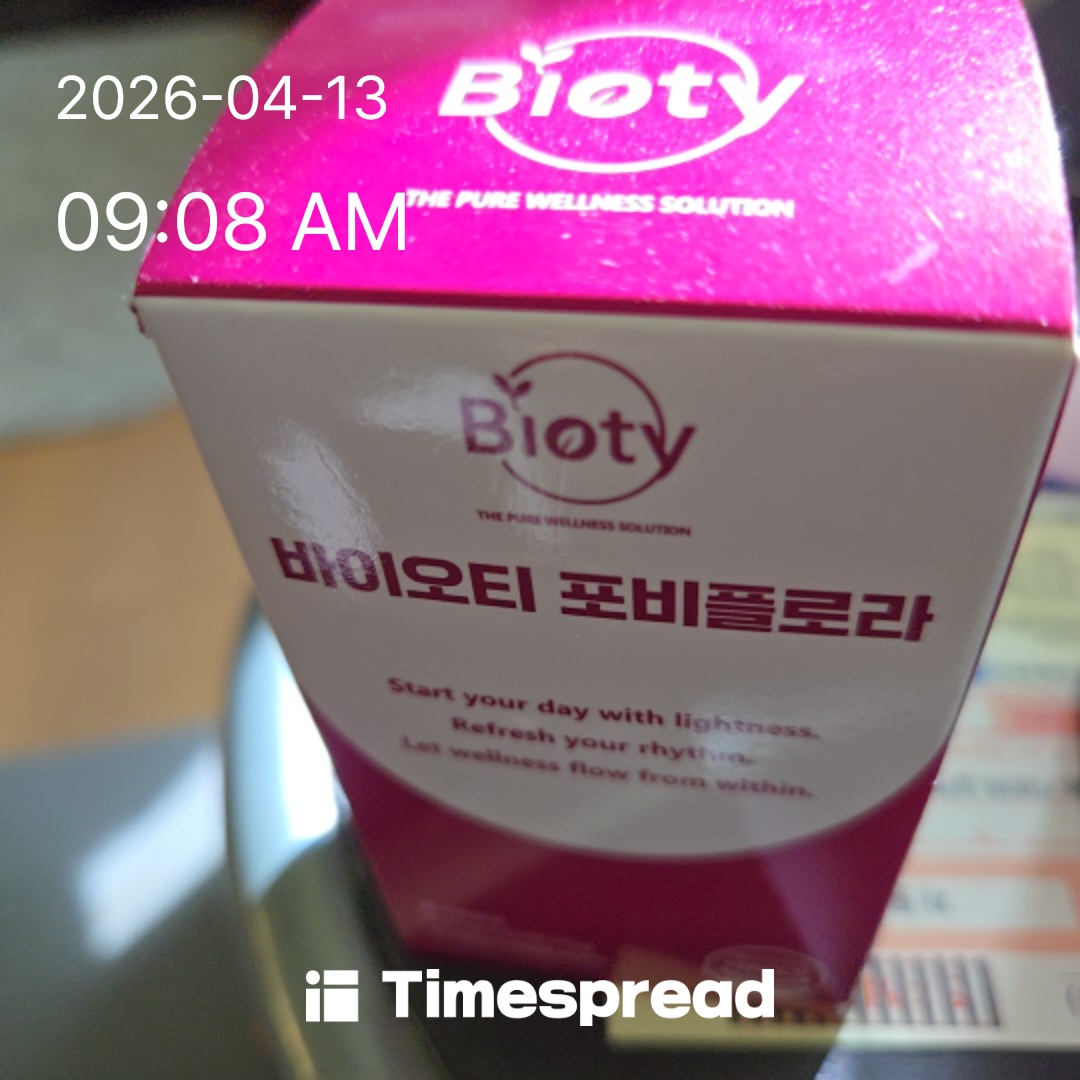 2026-04-13
09:08 AM
Bioty
THE PURE WELLNESS SOLUTION
Bioty
THE PURE WELLNESS SOLUTION
바이오티 포비플로라
Start your day with lightness.
Refresh your rhythm.
Let wellness flow from within.
Timespread